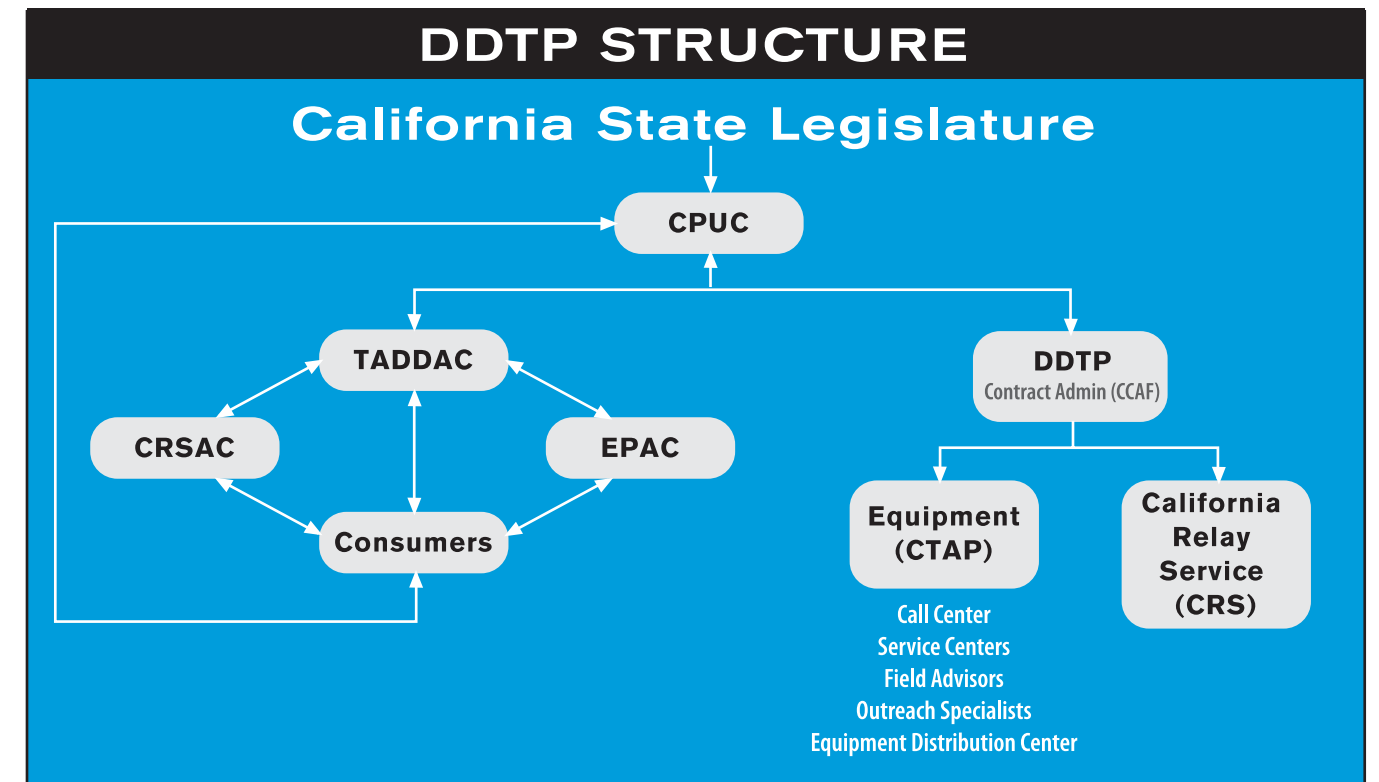 DDTP STRUCTURE
California State Legislature
CPUC
TADDAC
CRSAC
EPAC
Consumers
DDTP
Contract Admin (CCAF)
Equipment
(CTAP)
Call Center
Service Centers
Field Advisors
Outreach Specialists
Equipment Distribution Center
California
Relay
Service
(CRS)